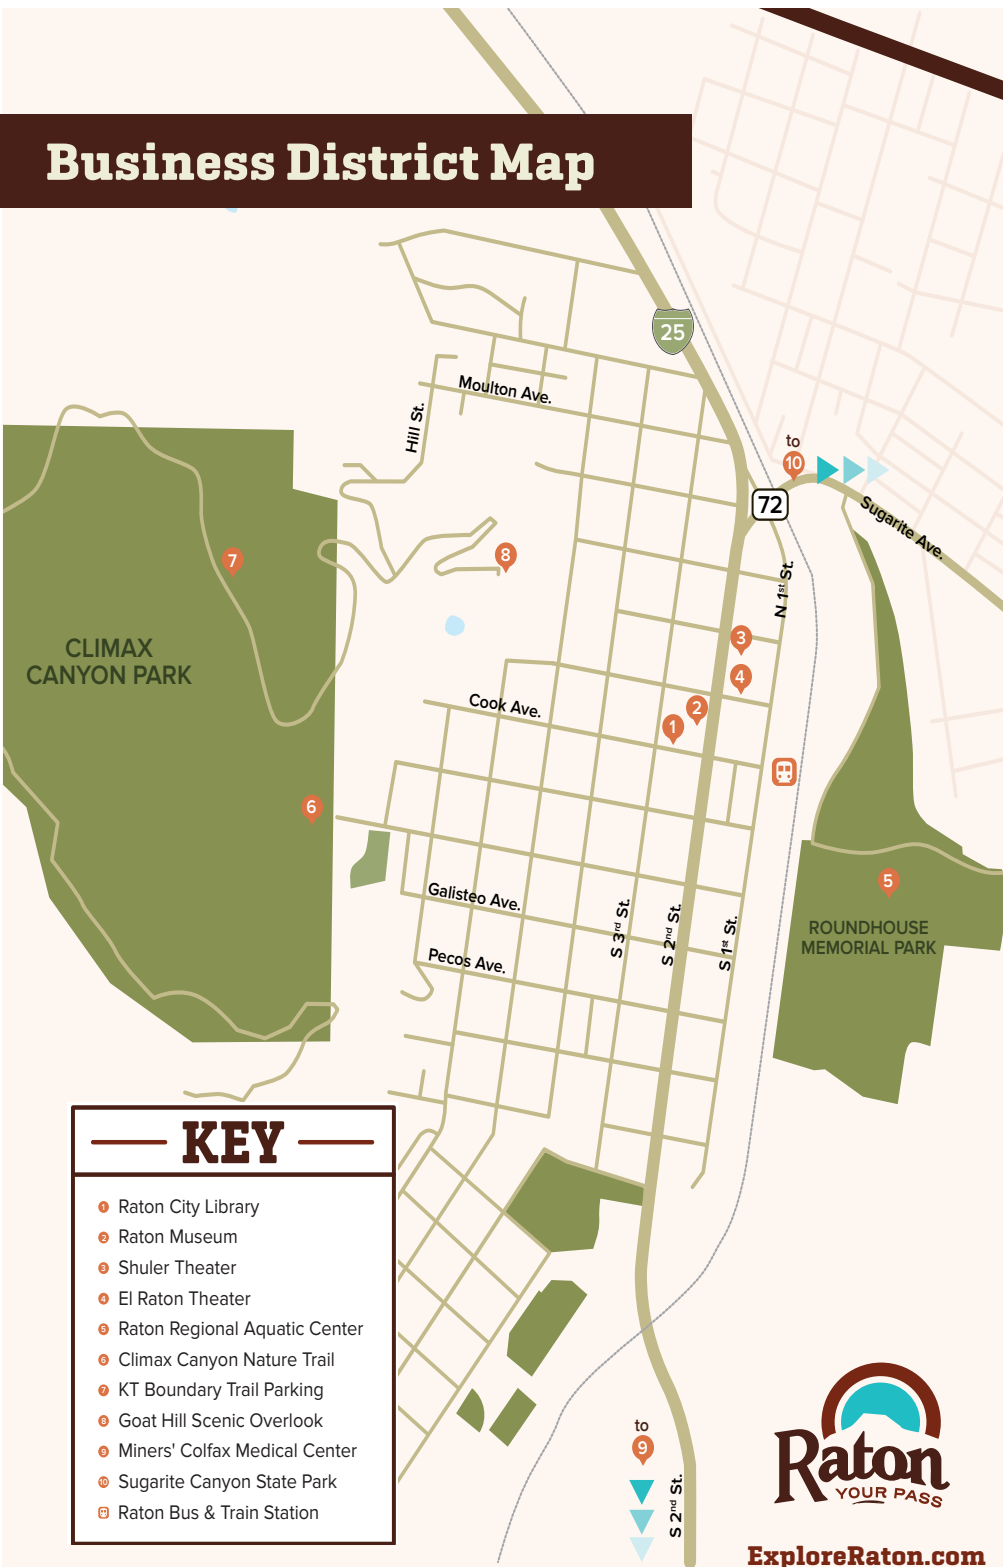 Business District Map
25
Moulton Ave.
Hill St.
to
10
72
Sugarite Ave.
7
8
N 1st St.
3
CLIMAX
CANYON PARK
4
Cook Ave.
2
1
6
5
Galisteo Ave.
S 3rd St.
S 2nd St.
S 1st St.
ROUNDHOUSE
MEMORIAL PARK
Pecos Ave.
KEY
1 Raton City Library
2 Raton Museum
3 Shuler Theater
4 El Raton Theater
5 Raton Regional Aquatic Center
6 Climax Canyon Nature Trail
7 KT Boundary Trail Parking
8 Goat Hill Scenic Overlook
9 Miners' Colfax Medical Center
10 Sugarite Canyon State Park
Raton Bus & Train Station
to
9
S 2nd St.
Raton
YOUR PASS
ExploreRaton.com